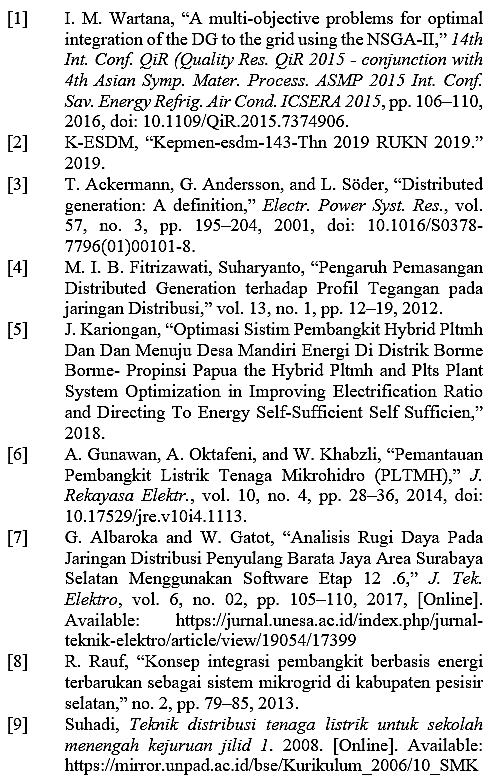 [1] I. M. Wartana, “A multi-objective problems for optimal
integration of the DG to the grid using the NSGA-II,” 14th
Int. Conf. QiR (Quality Res. QiR 2015 - conjunction with
4th Asian Symp. Mater. Process. ASMP 2015 Int. Conf.
Sav. Energy Refrig. Air Cond. ICSERA 2015, pp. 106–110,
2016, doi: 10.1109/QiR.2015.7374906.
[2] K-ESDM, “Kepmen-esdm-143-Thn 2019 RUKN 2019.”
2019.
[3] T. Ackermann, G. Andersson, and L. Söder, “Distributed
generation: A definition,” Electr. Power Syst. Res., vol.
57, no. 3, pp. 195–204, 2001, doi: 10.1016/S0378-
7796(01)00101-8.
[4] M. I. B. Fitrizawati, Suharyanto, “Pengaruh Pemasangan
Distributed Generation terhadap Profil Tegangan pada
jaringan Distribusi,” vol. 13, no. 1, pp. 12–19, 2012.
[5] J. Kariongan, “Optimasi Sistim Pembangkit Hybrid Pltmh
Dan Dan Menuju Desa Mandiri Energi Di Distrik Borme
Borme- Propinsi Papua the Hybrid Pltmh and Plts Plant
System Optimization in Improving Electrification Ratio
and Directing To Energy Self-Sufficient Self Sufficien,”
2018.
[6] A. Gunawan, A. Oktafeni, and W. Khabzli, “Pemantauan
Pembangkit Listrik Tenaga Mikrohidro (PLTMH),” J.
Rekayasa Elektr., vol. 10, no. 4, pp. 28–36, 2014, doi:
10.17529/jre.v10i4.1113.
[7] G. Albaroka and W. Gatot, “Analisis Rugi Daya Pada
Jaringan Distribusi Penyulang Barata Jaya Area Surabaya
Selatan Menggunakan Software Etap 12 .6,” J. Tek.
Elektro, vol. 6, no. 02, pp. 105–110, 2017, [Online].
Available: https://jurnal.unesa.ac.id/index.php/jurnal-
teknik-elektro/article/view/19054/17399
[8] R. Rauf, “Konsep integrasi pembangkit berbasis energi
terbarukan sebagai sistem mikrogrid di kabupaten pesisir
selatan,” no. 2, pp. 79–85, 2013.
[9] Suhadi, Teknik distribusi tenaga listrik untuk sekolah
menengah kejuruan jilid 1. 2008. [Online]. Available:
https://mirror.unpad.ac.id/bse/Kurikulum_2006/10_SMK